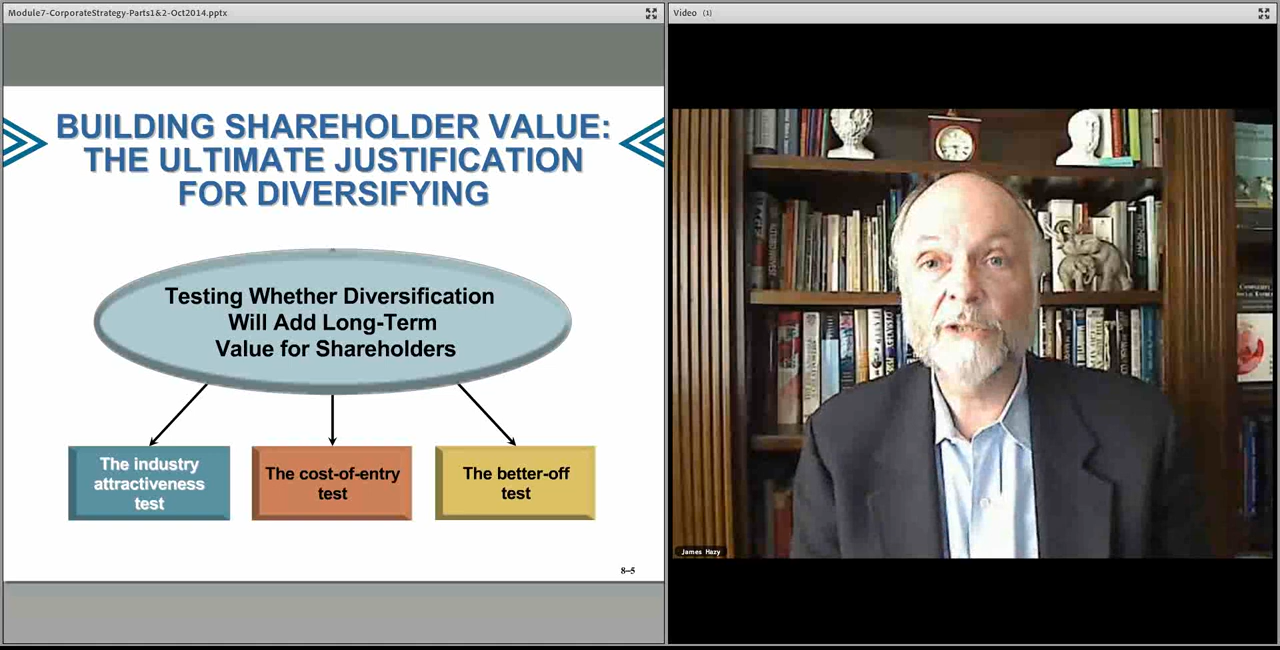 Module7-CorporateStrategy-Parts1&2-Oct2014.pptx
Video (1)
BUILDING SHAREHOLDER VALUE:
THE ULTIMATE JUSTIFICATION
FOR DIVERSIFYING
Testing Whether Diversification
Will Add Long-Term
Value for Shareholders
The industry
attractiveness
test
The cost-of-entry
test
The better-off
test
8–5
James Hazy